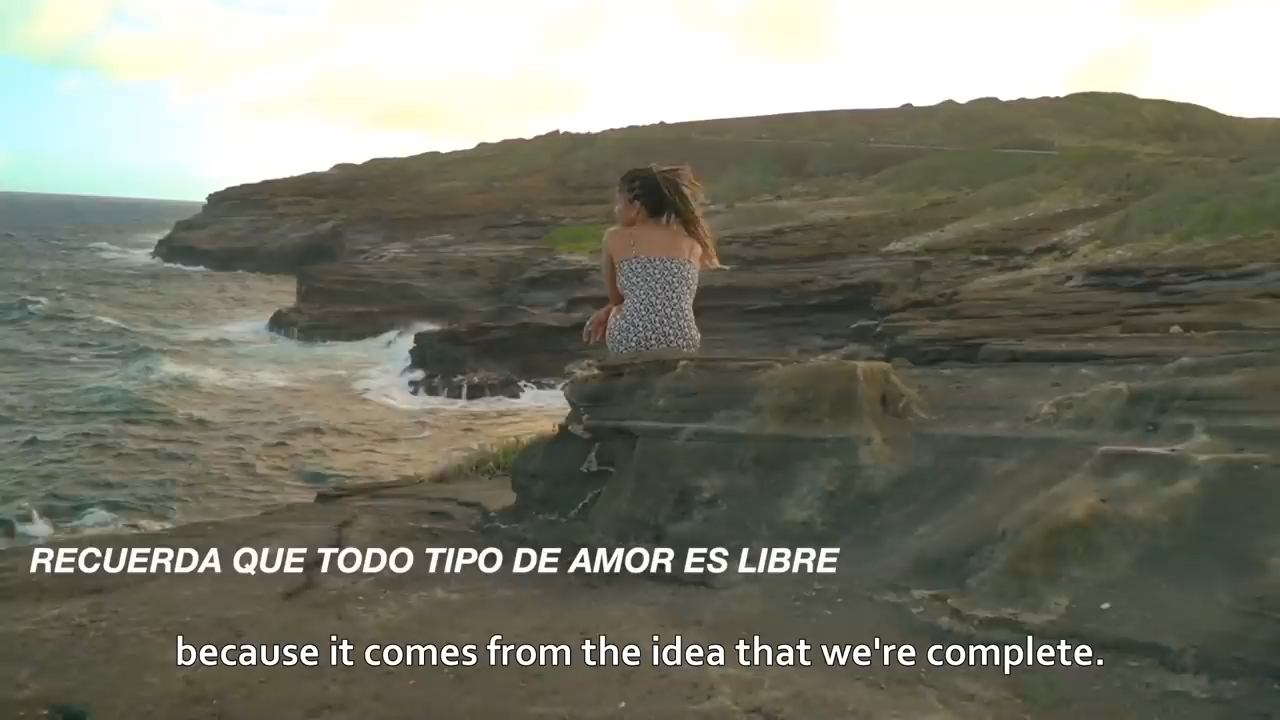 RECUERDA QUE TODO TIPO DE AMOR ES LIBRE
because it comes from the idea that we're complete.